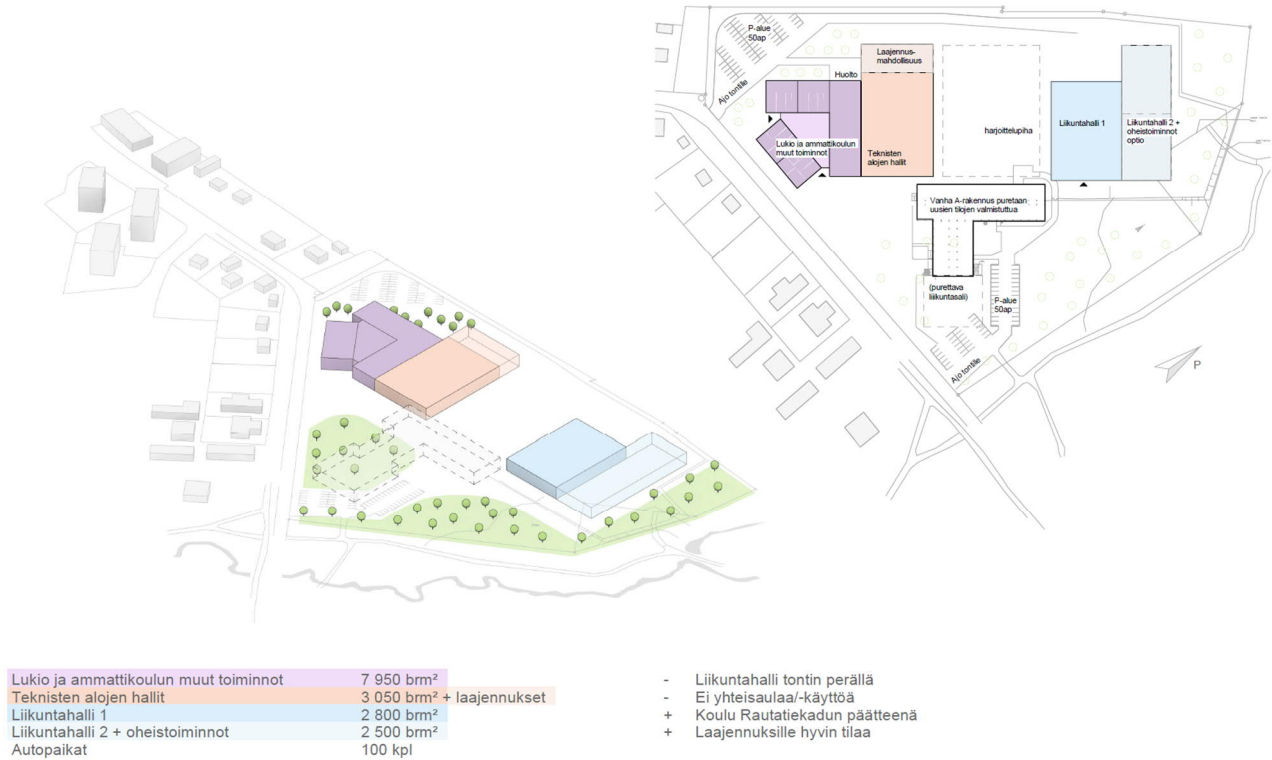 P-alue
50ap
Ajo tontille
Huolto
Laajennus-
mahdollisuus
Lukio ja ammattikoulun
muut toiminnot
Teknisten
alojen hallit
harjoittelupiha
Liikuntahalli 1
Liikuntahalli 2 +
oheistoiminnot
optio
Vanha A-rakennus puretaan
uusien tilojen valmistuttua
(purettava
liikuntasali)
P-alue
50ap
Ajo tontille
P
Lukio ja ammattikoulun muut toiminnot 7 950 brm²
Teknisten alojen hallit 3 050 brm² + laajennukset
Liikuntahalli 1 2 800 brm²
Liikuntahalli 2 + oheistoiminnot 2 500 brm²
Autopaikat 100 kpl
- Liikuntahalli tontin perällä
- Ei yhteisaulaa/-käyttöä
+ Koulu Rautatiekadun päätteenä
+ Laajennuksille hyvin tilaa